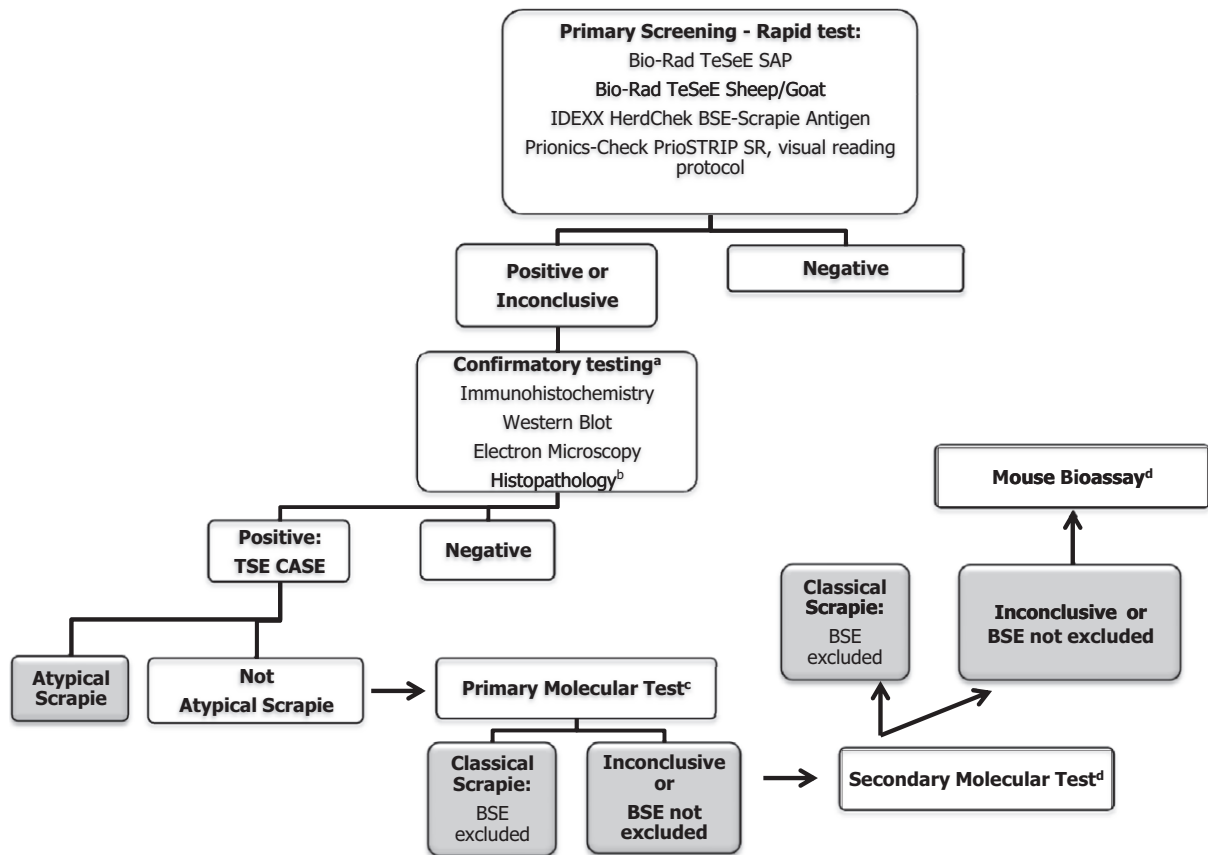 Primary Screening - Rapid test:
Bio-Rad TeSeE SAP
Bio-Rad TeSeE Sheep/Goat
IDEXX HerdChek BSE-Scrapie Antigen
Prionics-Check PrioSTRIP SR, visual reading
protocol
Positive or
Inconclusive
Negative
Confirmatory testingᵃ
Immunohistochemistry
Western Blot
Electron Microscopy
Histopathologyᵇ
Positive:
TSE CASE
Negative
Atypical
Scrapie
Not
Atypical Scrapie
Primary Molecular Testᶜ
Classical
Scrapie:
BSE
excluded
Inconclusive
or
BSE not
excluded
Secondary Molecular Testᵈ
Classical
Scrapie:
BSE
excluded
Inconclusive or
BSE not excluded
Mouse Bioassayᵈ